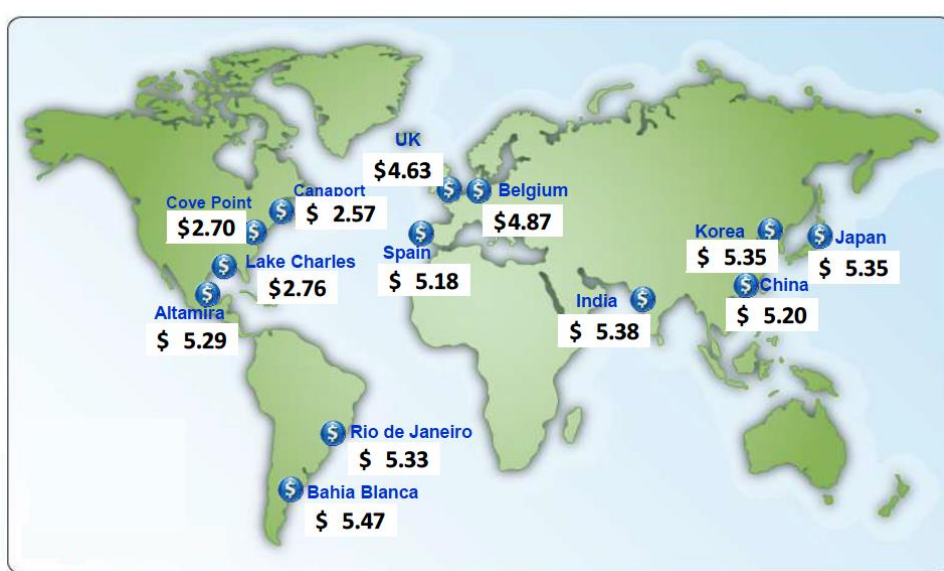 UK
$4.63
Belgium
$4.87
Canaport
$ 2.57
Cove Point
$2.70
Lake Charles
$2.76
Altamira
$ 5.29
Spain
$ 5.18
Korea
$ 5.35
Japan
$ 5.35
China
$ 5.20
India
$ 5.38
Rio de Janeiro
$ 5.33
Bahia Blanca
$ 5.47